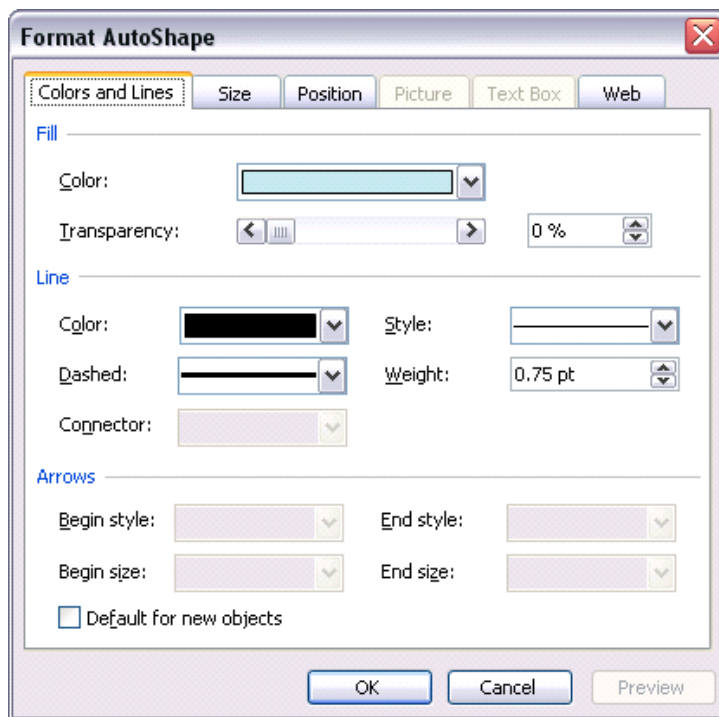 Format AutoShape
Colors and Lines Size Position Picture Text Box Web
Fill
Color:
Transparency: 0 %
Line
Color: Style:
Dashed: Weight: 0.75 pt
Connector:
Arrows
Begin style: End style:
Begin size: End size:
Default for new objects
OK Cancel Preview